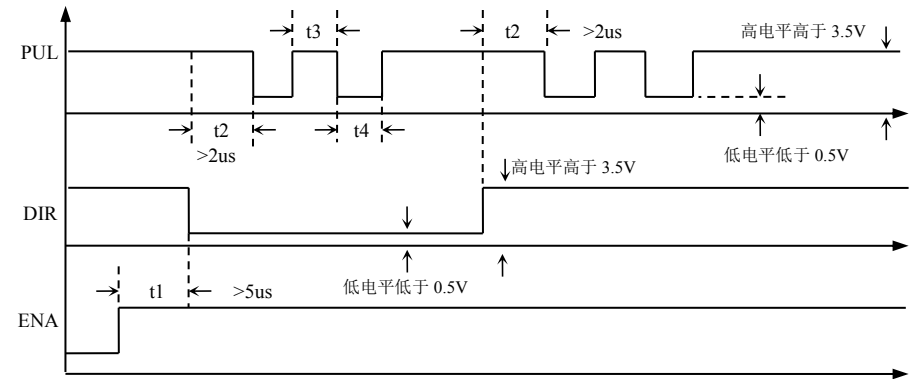 t3
t2
>2us
高电平高于 3.5V
PUL
t2
t4
>2us
低电平低于 0.5V
高电平高于 3.5V
DIR
t1
>5us
低电平低于 0.5V
ENA